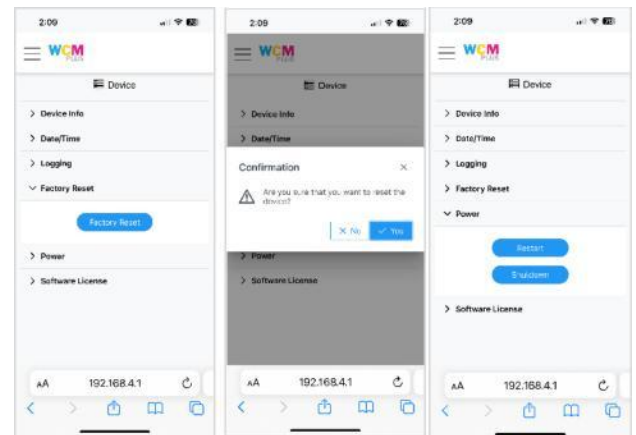 2:09
WCM
PLUS
Device
Device Info
Date/Time
Logging
Factory Reset
Factory Reset
Power
Software License
AA 192.168.4.1
2:09
WCM
PLUS
Device
Device Info
Date/Time
Confirmation
Are you sure that you want to reset the
device?
No Yes
Power
Software License
AA 192.168.4.1
2:09
WCM
PLUS
Device
Device Info
Date/Time
Logging
Factory Reset
Power
Restart
Shutdown
Software License
AA 192.168.4.1